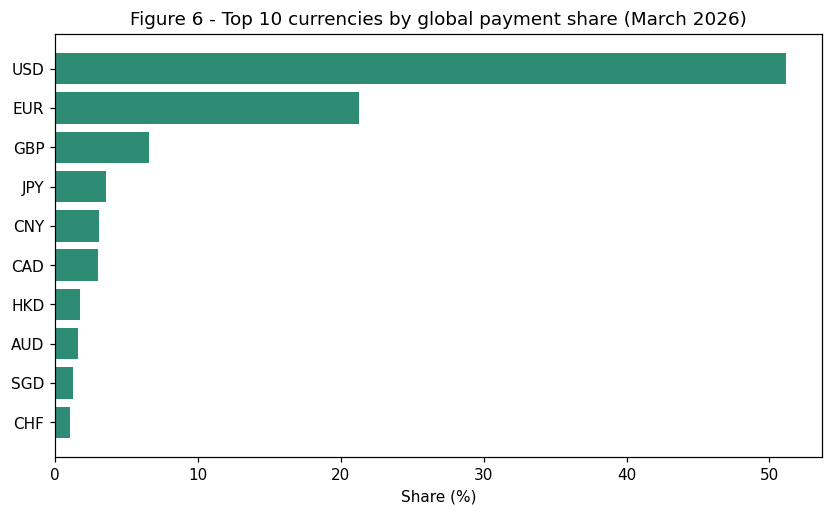 Figure 6 - Top 10 currencies by global payment share (March 2026)
USD
EUR
GBP
JPY
CNY
CAD
HKD
AUD
SGD
CHF
0 10 20 30 40 50
Share (%)